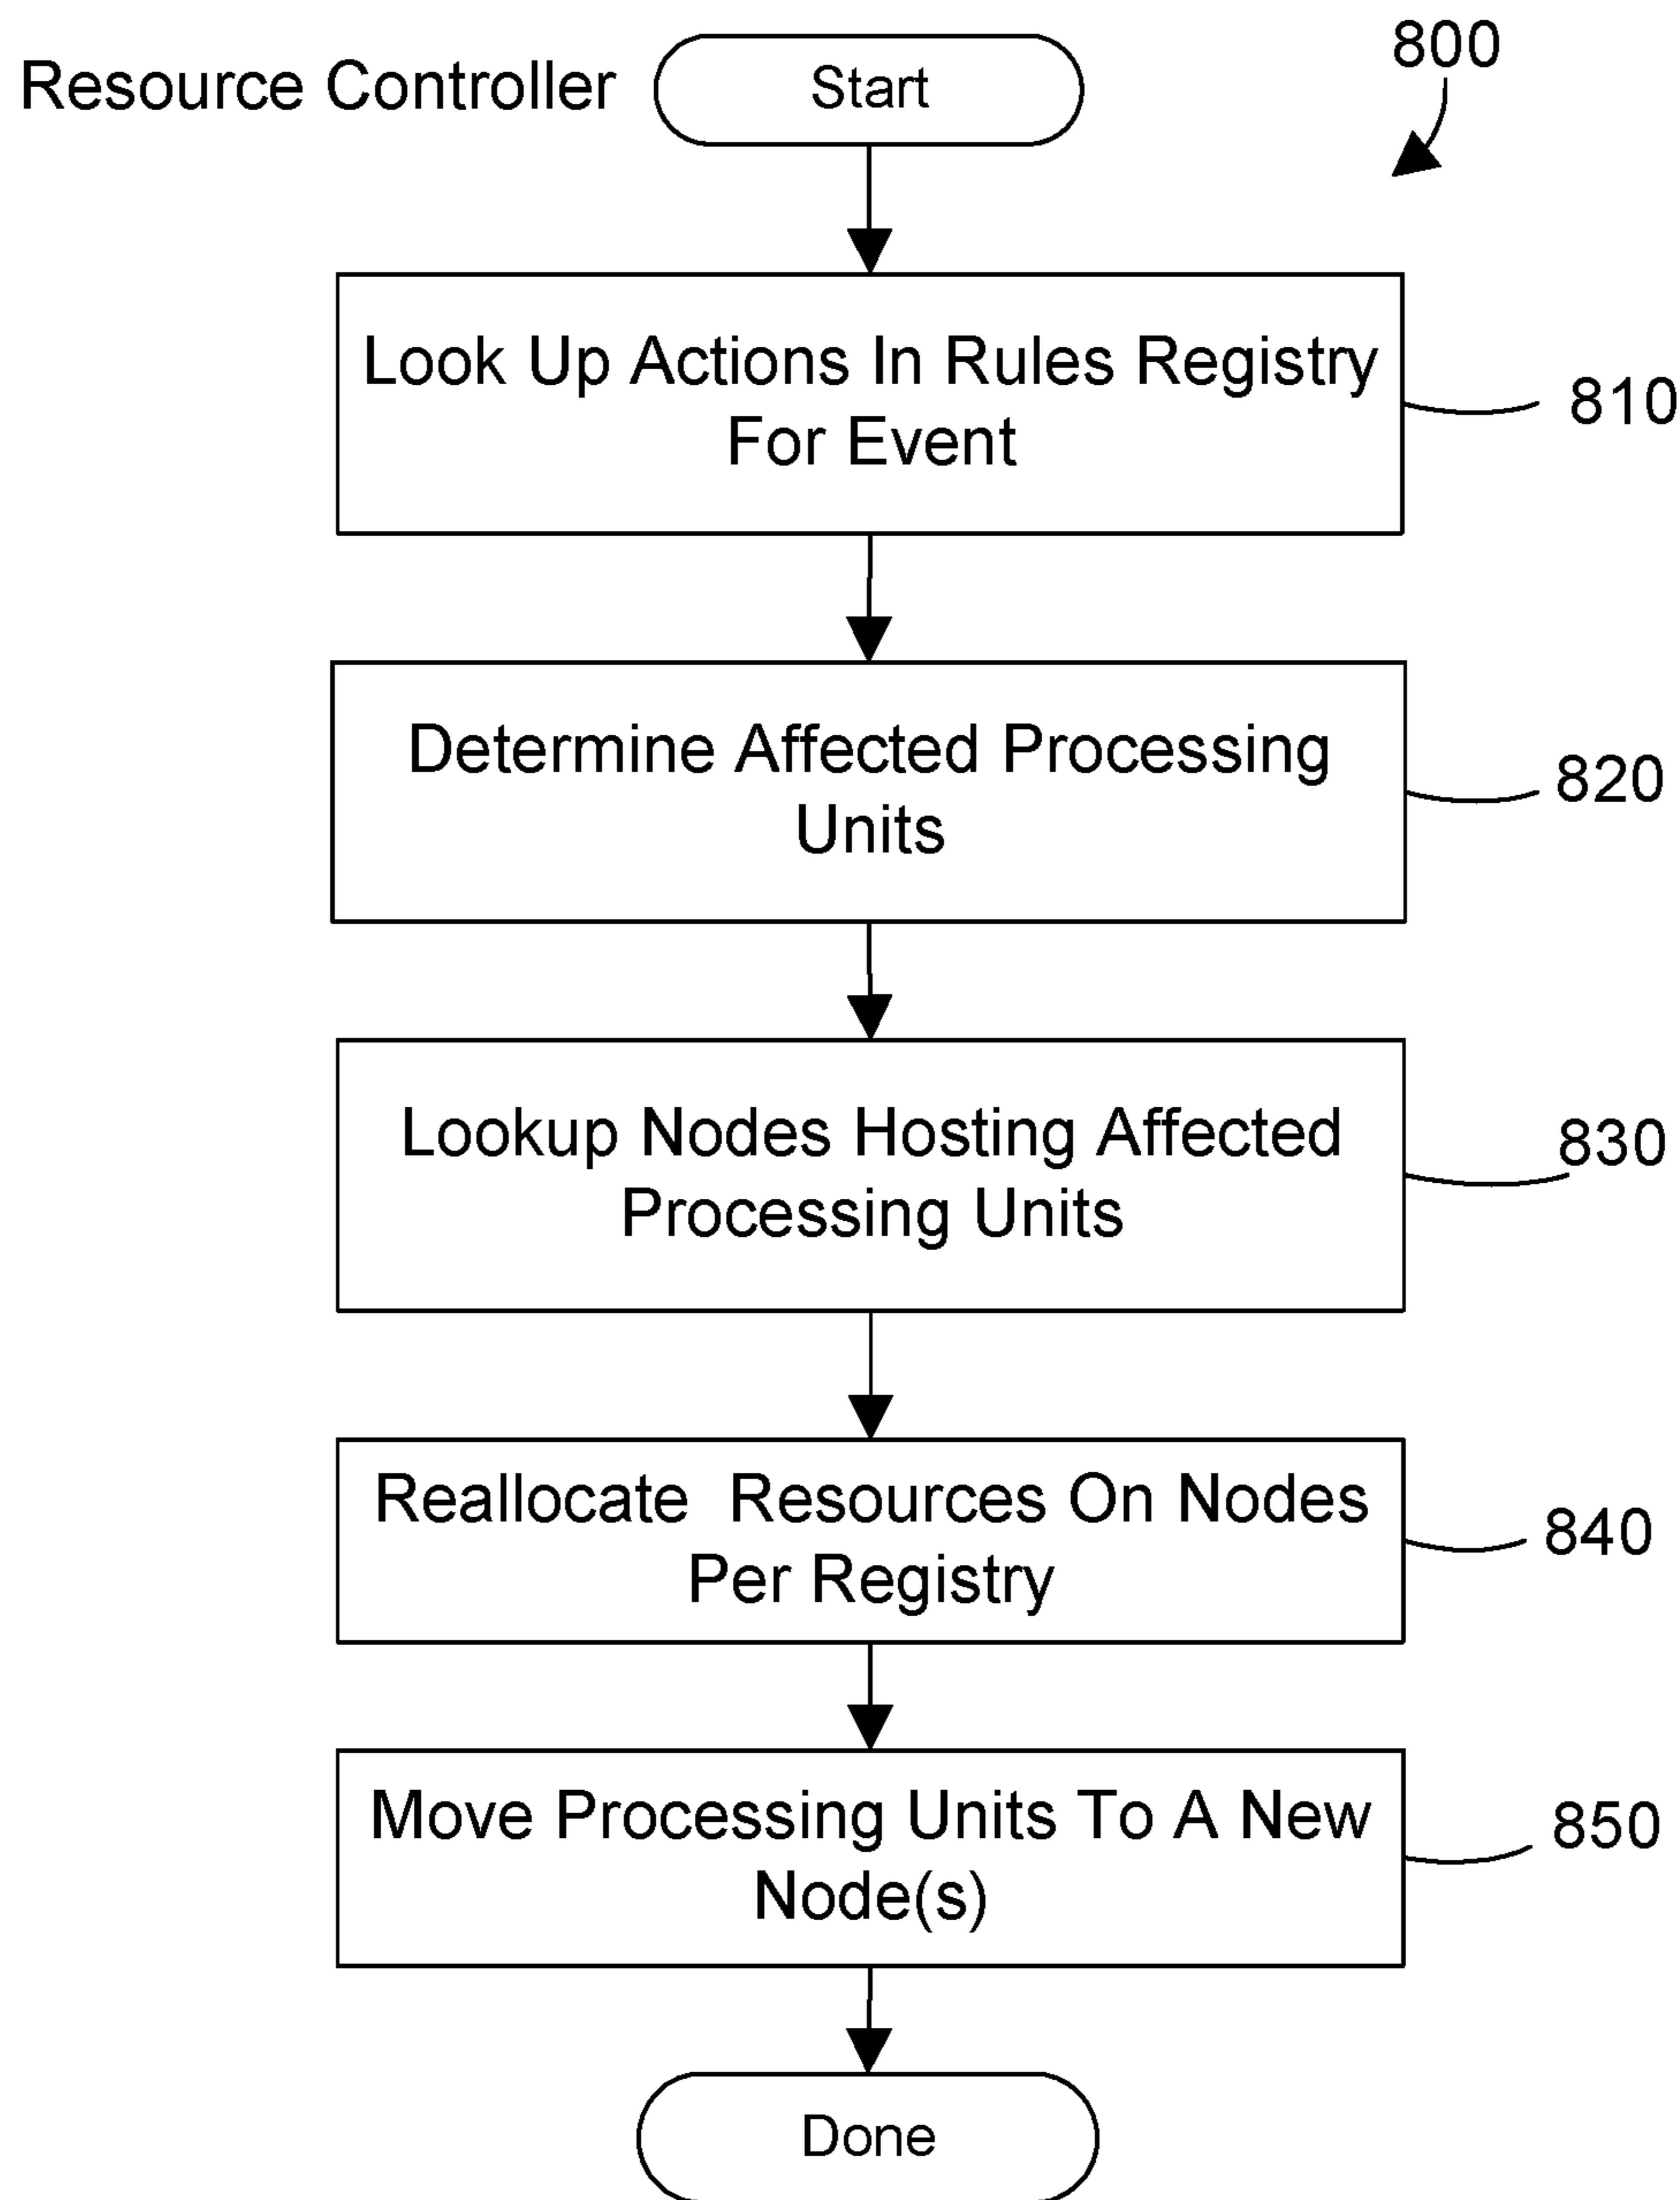 Resource Controller
Start
800
Look Up Actions In Rules Registry
For Event
810
Determine Affected Processing
Units
820
Lookup Nodes Hosting Affected
Processing Units
830
Reallocate  Resources On Nodes
Per Registry
840
Move Processing Units To A New
Node(s)
850
Done